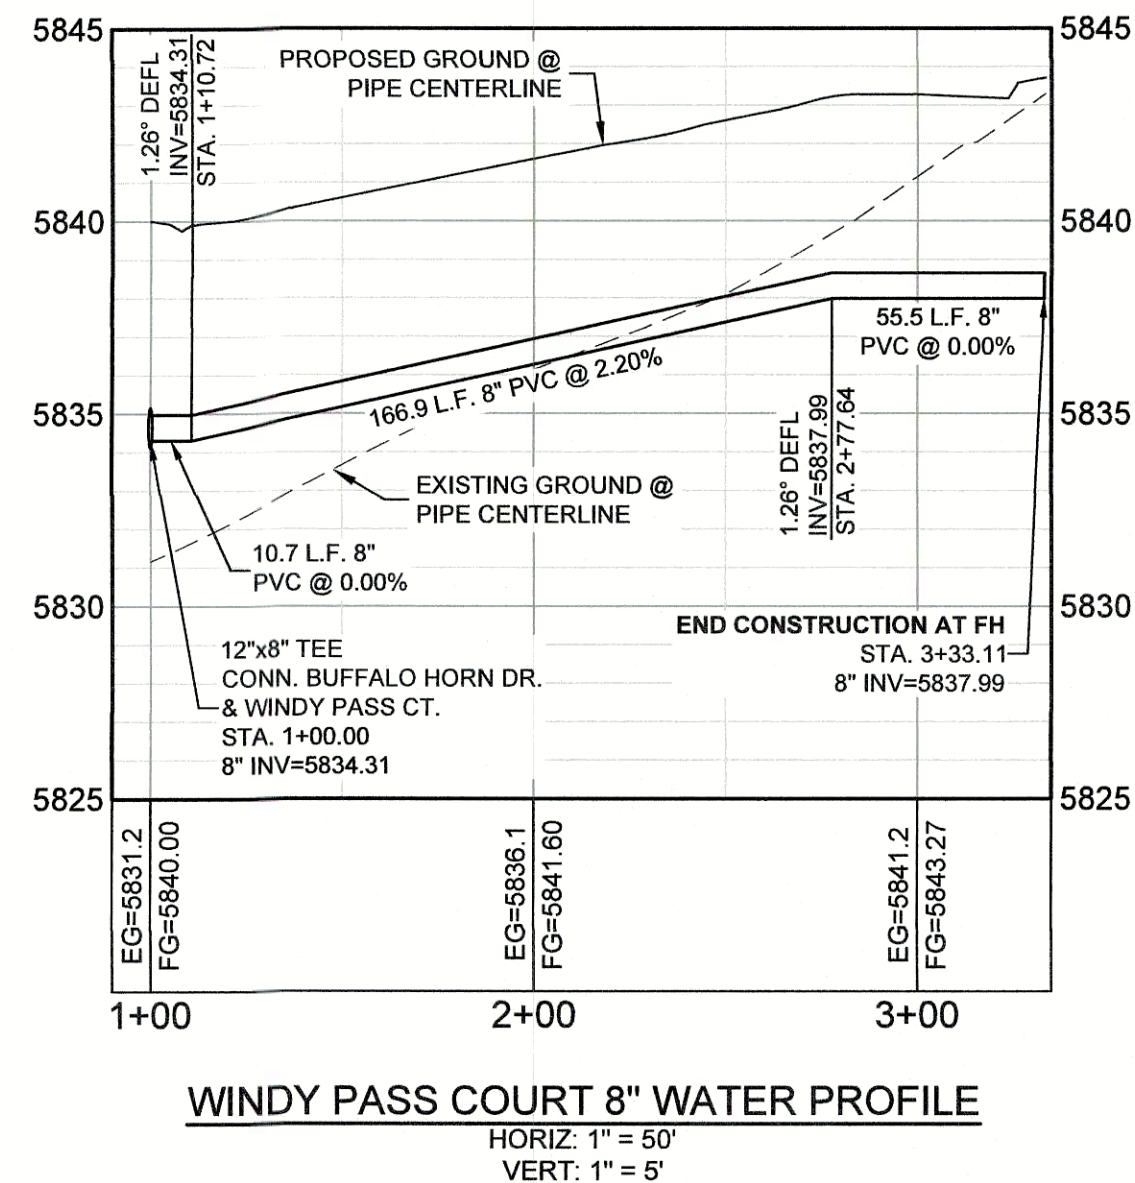 5845
5845
1.26° DEFL
INV=5834.31
STA. 1+10.72
PROPOSED GROUND @
PIPE CENTERLINE
5840
5840
55.5 L.F. 8"
PVC @ 0.00%
166.9 L.F. 8" PVC @ 2.20%
5835
5835
1.26° DEFL
INV=5837.99
STA. 2+77.64
EXISTING GROUND @
PIPE CENTERLINE
10.7 L.F. 8"
PVC @ 0.00%
5830
5830
END CONSTRUCTION AT FH
STA. 3+33.11
8" INV=5837.99
12"x8" TEE
CONN. BUFFALO HORN DR.
& WINDY PASS CT.
STA. 1+00.00
8" INV=5834.31
5825
5825
EG=5831.2
FG=5840.00
EG=5836.1
FG=5841.60
EG=5841.2
FG=5843.27
1+00
2+00
3+00
WINDY PASS COURT 8" WATER PROFILE
HORIZ: 1" = 50'
VERT: 1" = 5'